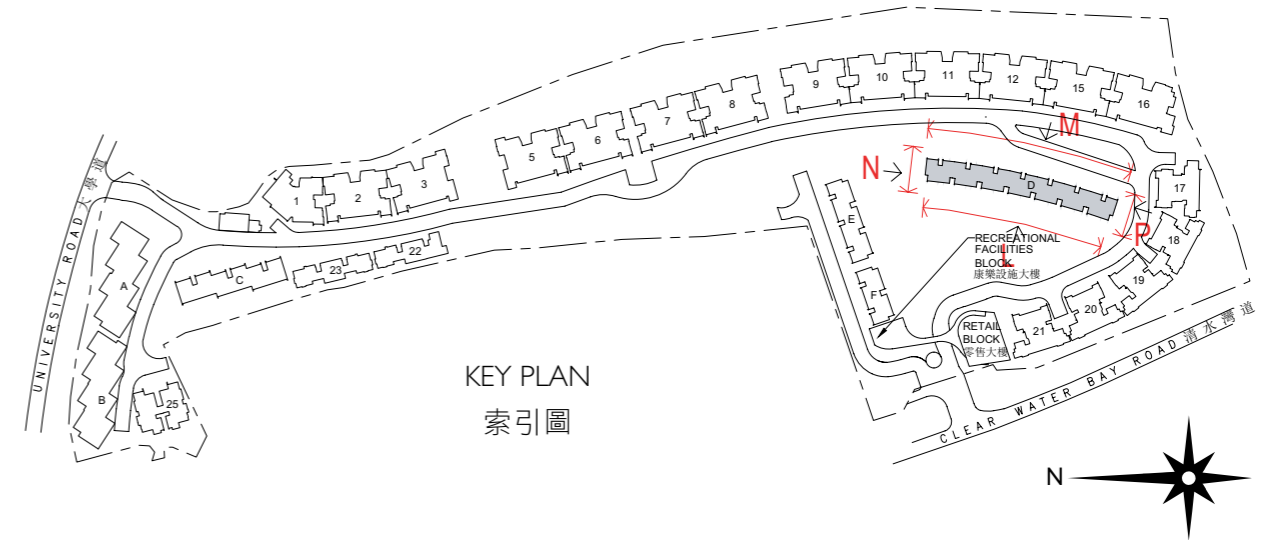 9
10
11
12
15
16
8
7
6
5
3
2
1
M
N
D
17
P
18
E
RECREATIONAL
FACILITIES
BLOCK
康樂設施大樓
L
19
F
20
21
RETAIL
BLOCK
零售大樓
22
23
C
A
B
25
UNIVERSITY ROAD 大學道
CLEAR WATER BAY ROAD 清水灣道
KEY PLAN
索引圖
N